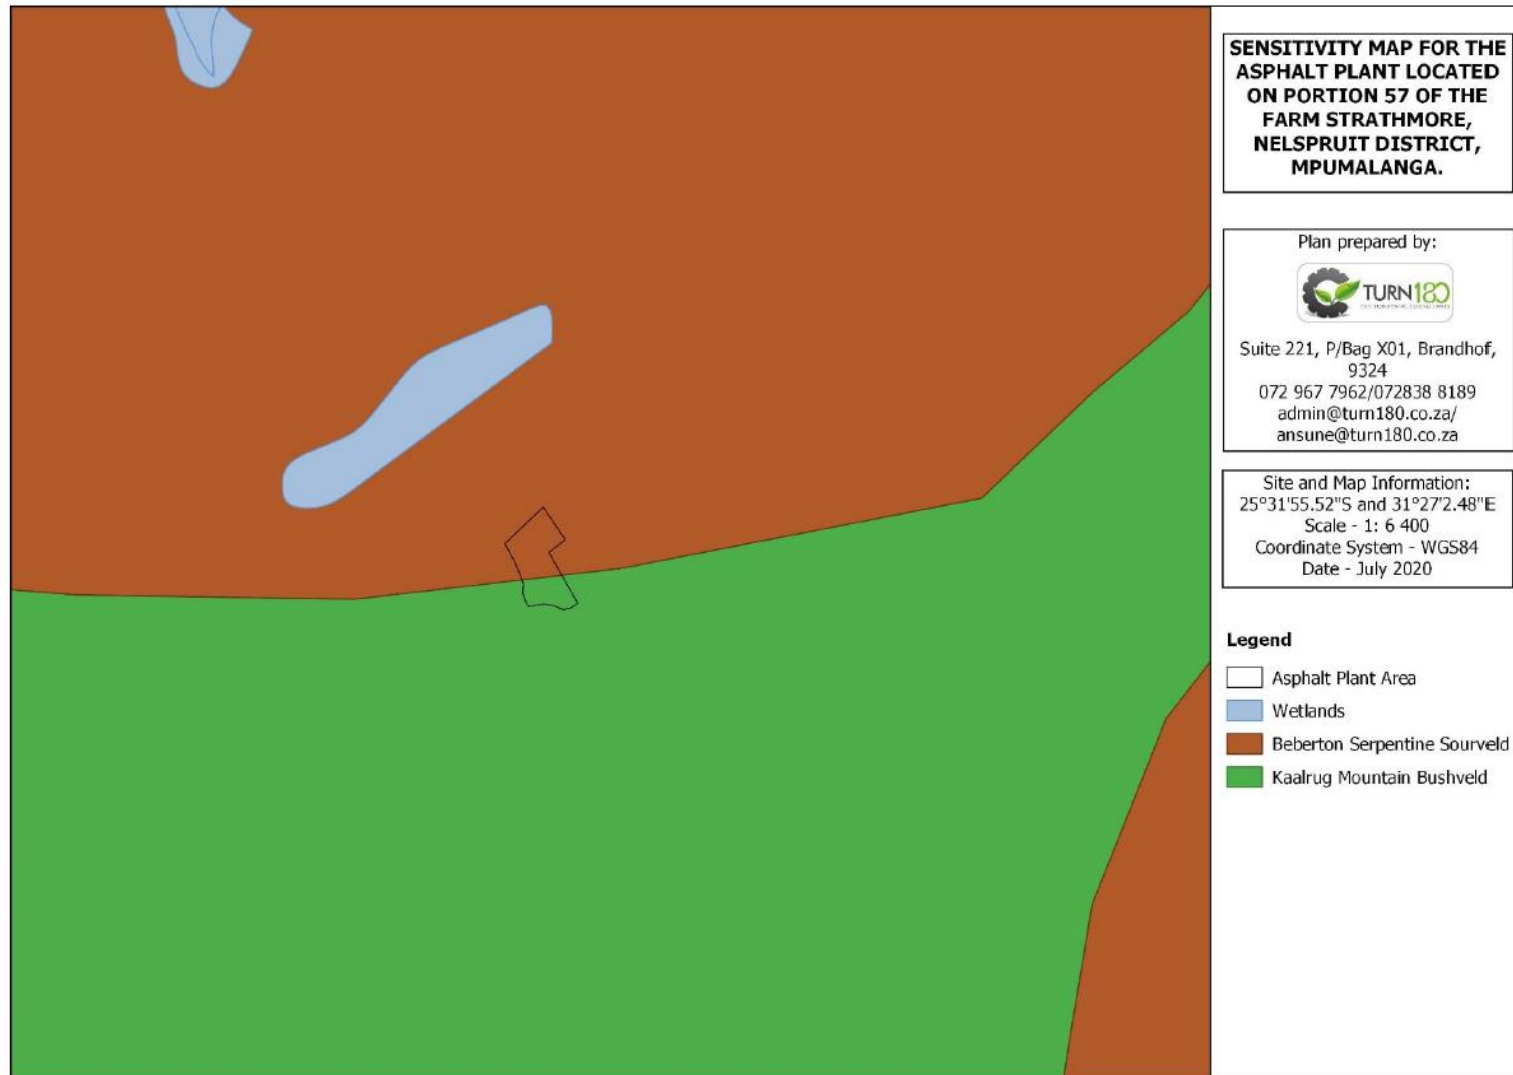 SENSITIVITY MAP FOR THE
ASPHALT PLANT LOCATED
ON PORTION 57 OF THE
FARM STRATHMORE,
NELSPRUIT DISTRICT,
MPUMALANGA.
Plan prepared by:
TURN180
Suite 221, P/Bag X01, Brandhof,
9324
072 967 7962/072838 8189
admin@turn180.co.za/
ansune@turn180.co.za
Site and Map Information:
25°31'55.52"S and 31°27'2.48"E
Scale - 1: 6 400
Coordinate System - WGS84
Date - July 2020
Legend
Asphalt Plant Area
Wetlands
Beberton Serpentine Sourveld
Kaalrug Mountain Bushveld